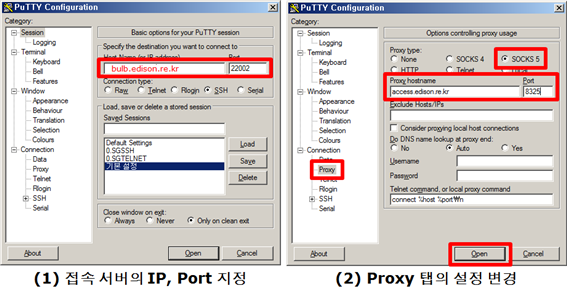 PuTTY Configuration
Category:
Session
Logging
Terminal
Keyboard
Bell
Features
Window
Appearance
Behaviour
Translation
Selection
Colours
Connection
Data
Proxy
Telnet
Rlogin
SSH
Serial
Basic options for your PuTTY session
Specify the destination you want to connect to
Host Name (or IP address) Port
bulb.edison.re.kr 22002
Connection type:
Raw Telnet Rlogin SSH Serial
Load, save or delete a stored session
Saved Sessions
Default Settings
0.SGSSH
0.SGTELNET
기본 설정
Load
Save
Delete
Close window on exit:
Always Never Only on clean exit
About Open Cancel
(1) 접속 서버의 IP, Port 지정
PuTTY Configuration
Category:
Session
Logging
Terminal
Keyboard
Bell
Features
Window
Appearance
Behaviour
Translation
Selection
Colours
Connection
Data
Proxy
Telnet
Rlogin
SSH
Serial
Options controlling proxy usage
Proxy type:
None SOCKS 4 SOCKS 5
HTTP Telnet Local
Proxy hostname Port
access.edison.re.kr 8325
Exclude Hosts/IPs
Consider proxying local host connections
Do DNS name lookup at proxy end:
No Auto Yes
Username
Password
Telnet command, or local proxy command
connect %host %port₩n
About Open Cancel
(2) Proxy 탭의 설정 변경